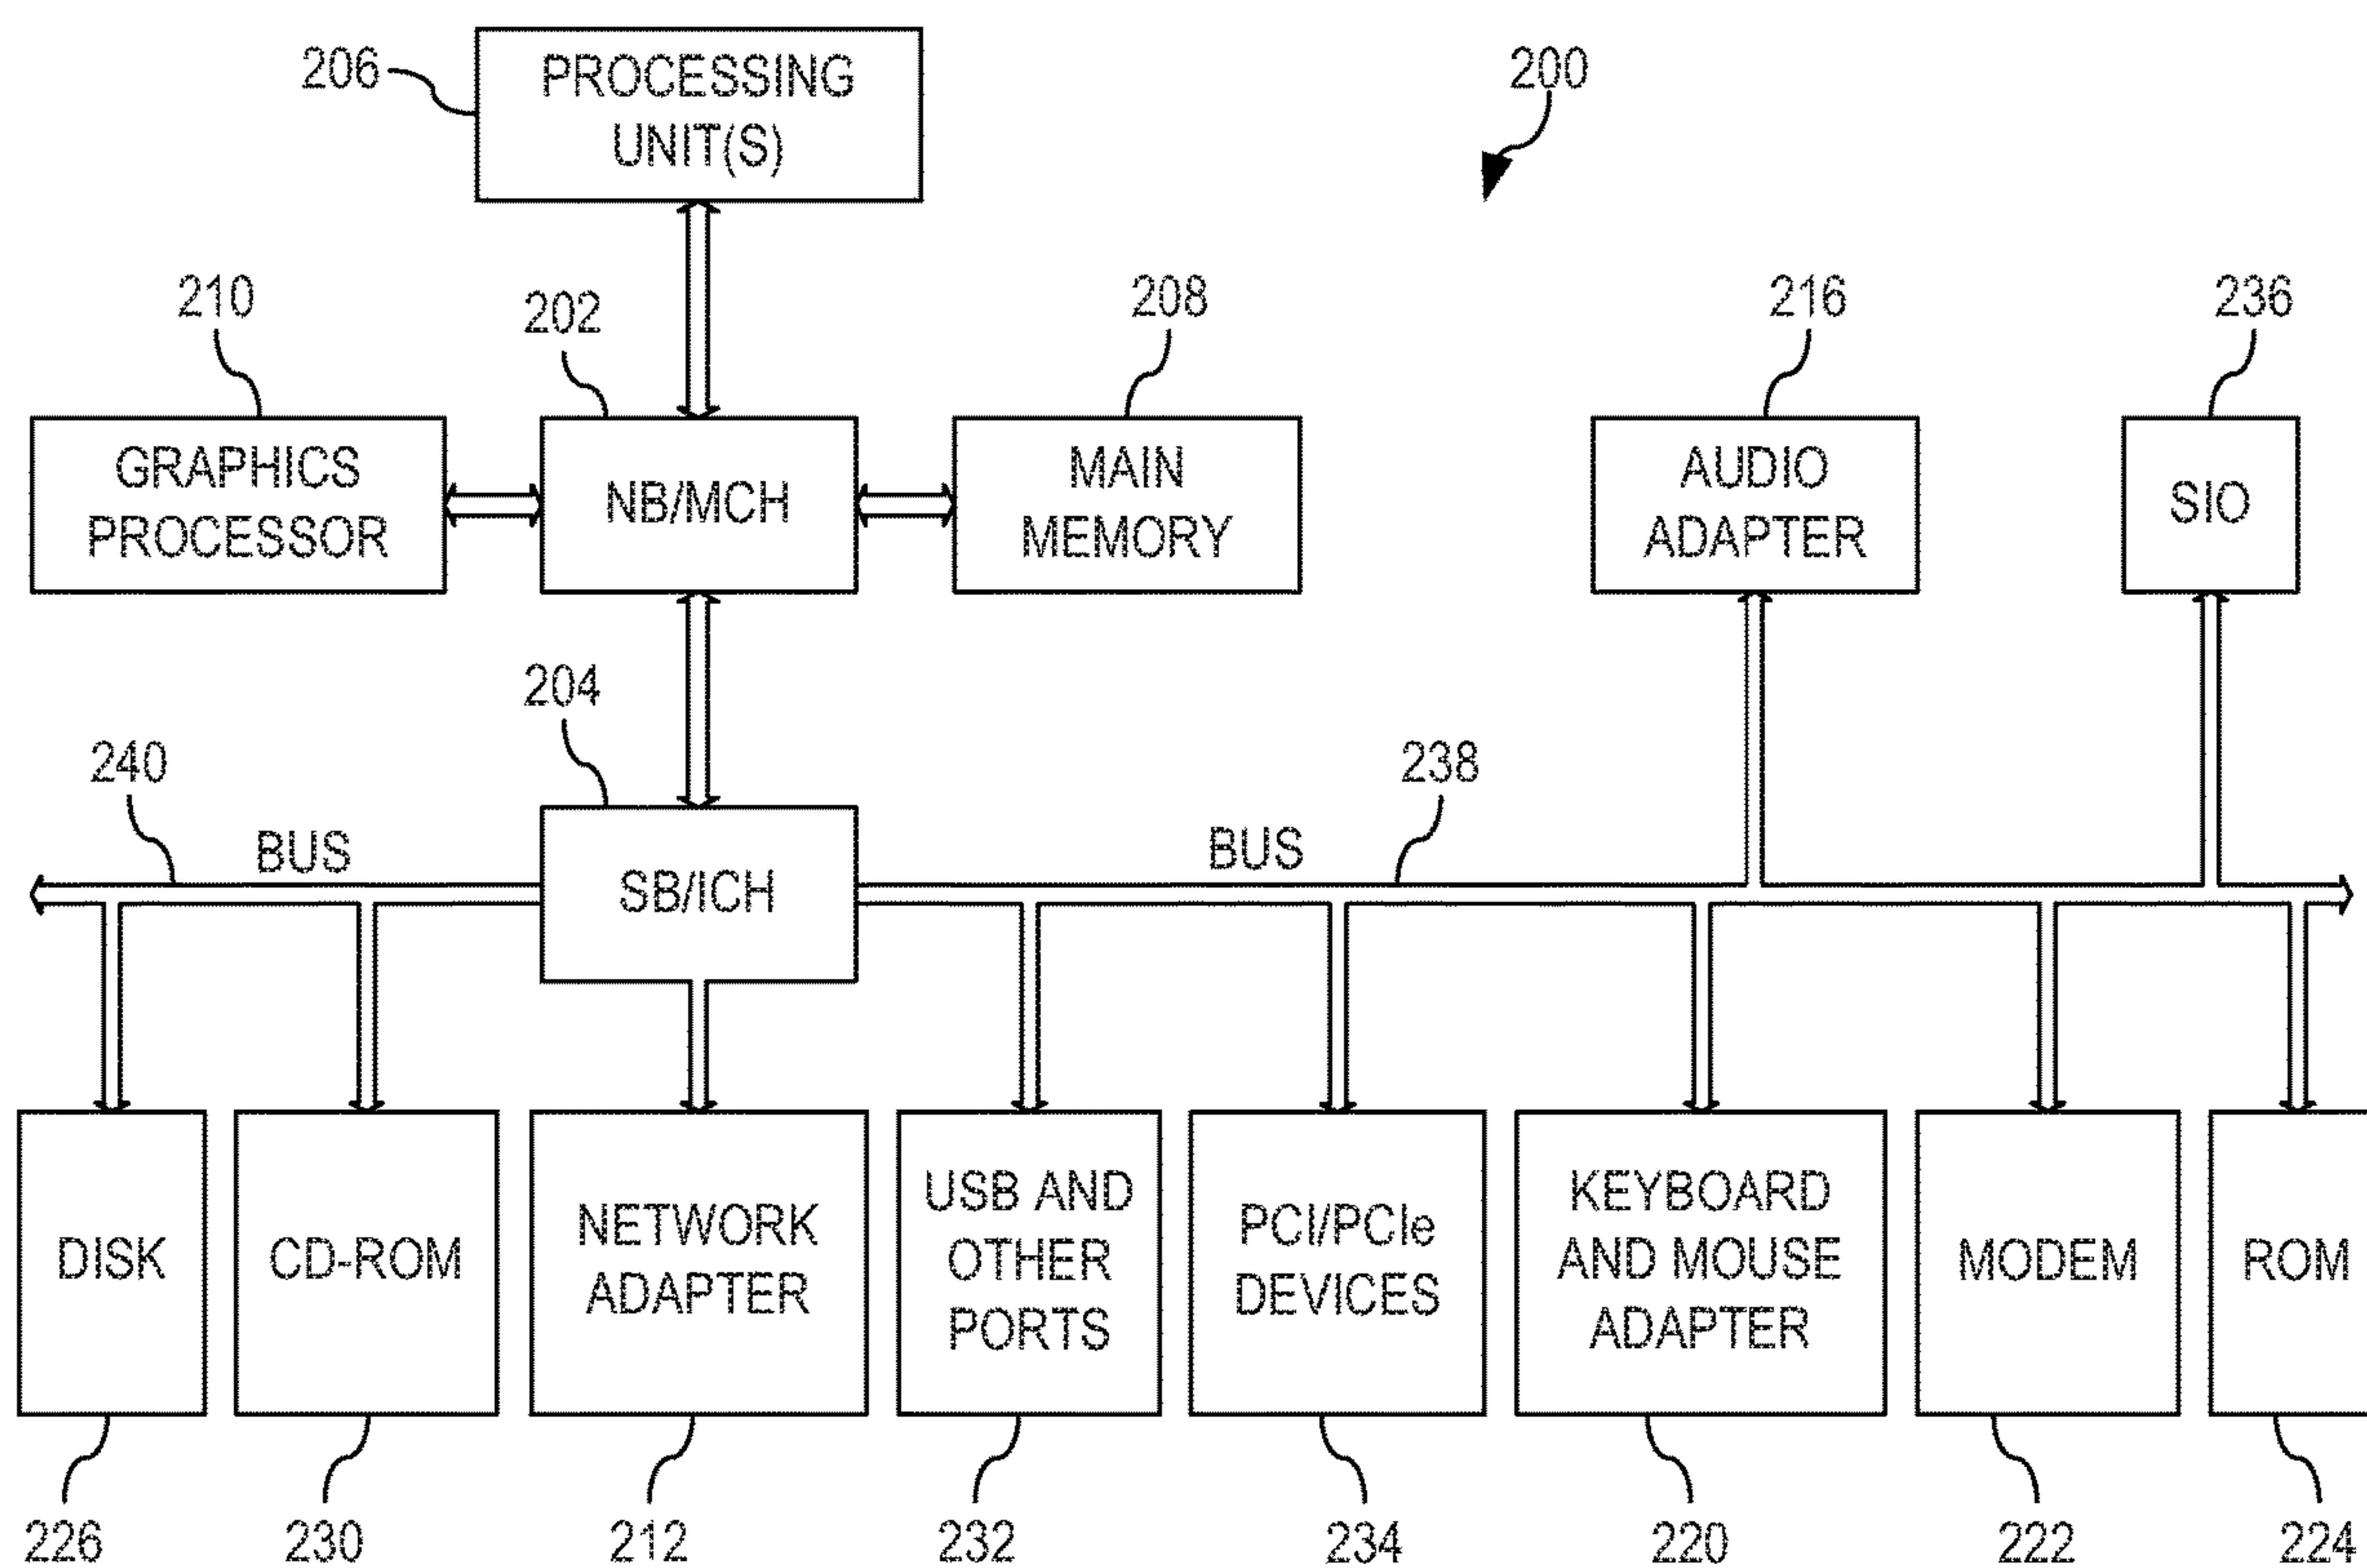 206
PROCESSING
UNIT(S)
200
210
202
208
216
236
GRAPHICS
PROCESSOR
NB/MCH
MAIN
MEMORY
AUDIO
ADAPTER
SIO
204
240
238
BUS
BUS
SB/ICH
DISK
CD-ROM
NETWORK
ADAPTER
USB AND
OTHER
PORTS
PCI/PCIe
DEVICES
KEYBOARD
AND MOUSE
ADAPTER
MODEM
ROM
226
230
212
232
234
220
222
224